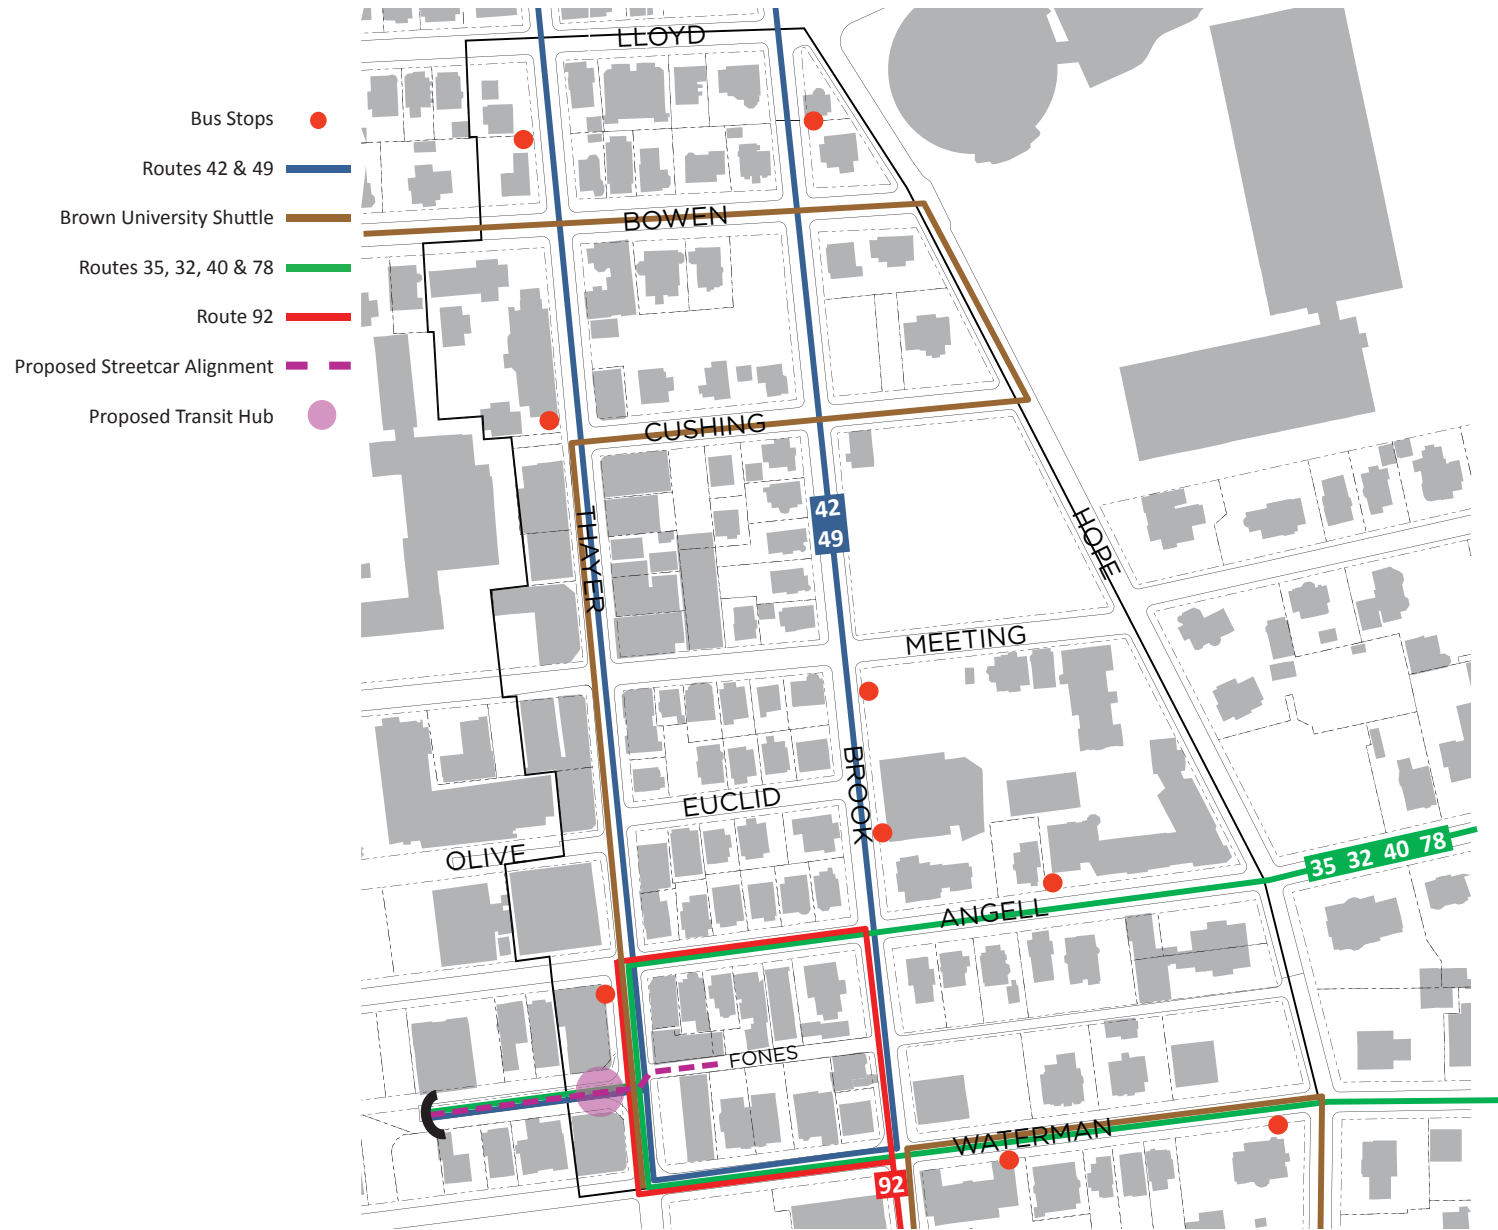 Bus Stops
Routes 42 & 49
Brown University Shuttle
Routes 35, 32, 40 & 78
Route 92
Proposed Streetcar Alignment
Proposed Transit Hub
LLOYD
BOWEN
CUSHING
THAYER
42
49
HOPE
MEETING
BROOK
EUCLID
OLIVE
35 32 40 78
ANGELL
FONES
WATERMAN
92